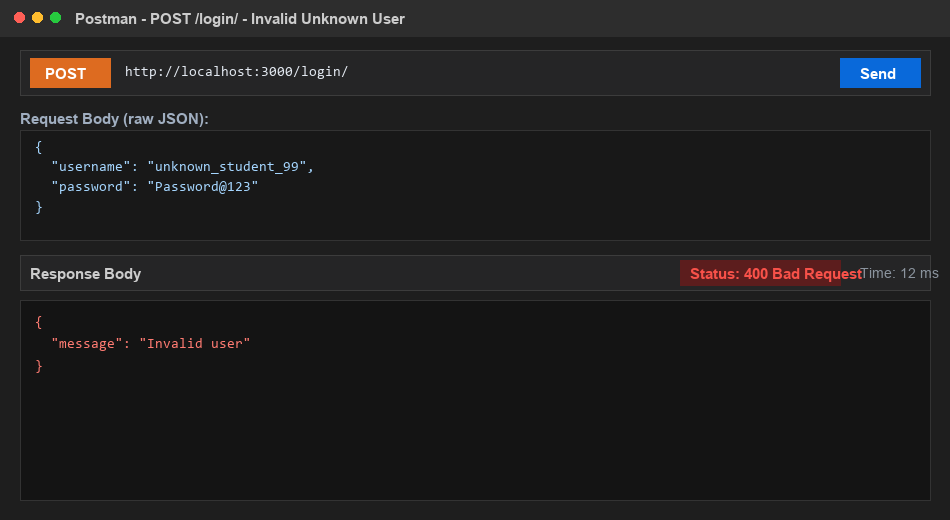 Postman - POST /login/ - Invalid Unknown User
POST http://localhost:3000/login/ Send
Request Body (raw JSON):
{
  "username": "unknown_student_99",
  "password": "Password@123"
}
Response Body Status: 400 Bad Request Time: 12 ms
{
  "message": "Invalid user"
}